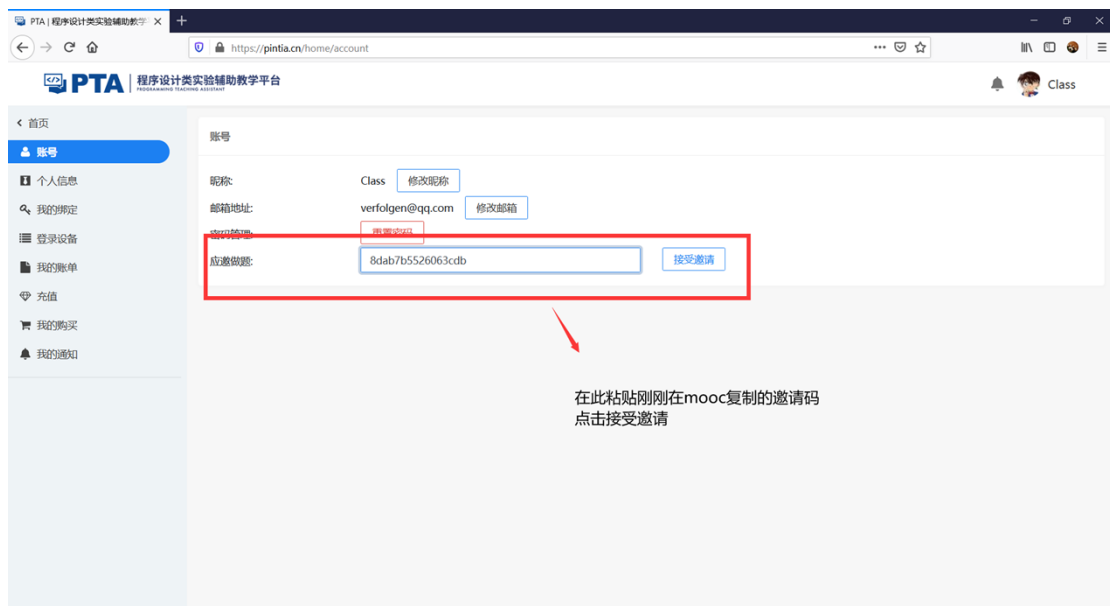 PTA | 程序设计类实验辅助教学
https://pintia.cn/home/account
PTA 程序设计类实验辅助教学平台
PROGRAMMING TEACHING ASSISTANT
Class
首页
账号
个人信息
我的绑定
登录设备
我的账单
充值
我的购买
我的通知
账号
昵称: Class 修改昵称
邮箱地址: verfolgen@qq.com 修改邮箱
密码管理: 重置密码
应邀做题: 8dab7b5526063cdb 接受邀请
在此粘贴刚刚在mooc复制的邀请码
点击接受邀请